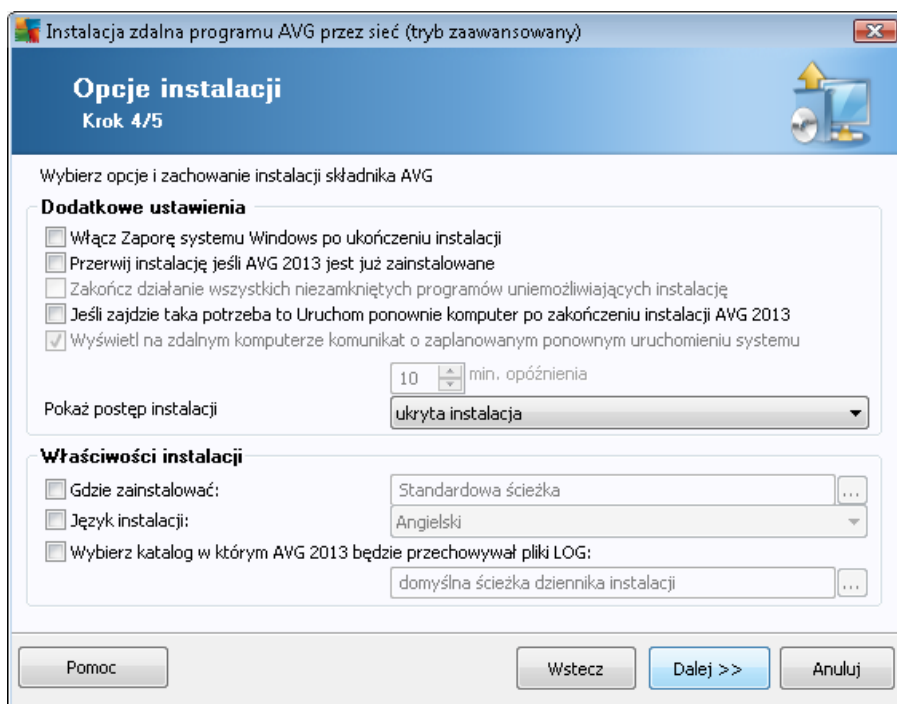 Instalacja zdalna programu AVG przez sieć (tryb zaawansowany)
Opcje instalacji
Krok 4/5
Wybierz opcje i zachowanie instalacji składnika AVG
Dodatkowe ustawienia
Włącz Zaporę systemu Windows po ukończeniu instalacji
Przerwij instalację jeśli AVG 2013 jest już zainstalowane
Zakończ działanie wszystkich niezamkniętych programów uniemożliwiających instalację
Jeśli zajdzie taka potrzeba to Uruchom ponownie komputer po zakończeniu instalacji AVG 2013
Wyświetl na zdalnym komputerze komunikat o zaplanowanym ponownym uruchomieniu systemu
10 min. opóźnienia
Pokaż postęp instalacji ukryta instalacja
Właściwości instalacji
Gdzie zainstalować: Standardowa ścieżka ...
Język instalacji: Angielski
Wybierz katalog w którym AVG 2013 będzie przechowywał pliki LOG:
domyślna ścieżka dziennika instalacji ...
Pomoc Wstecz Dalej >> Anuluj